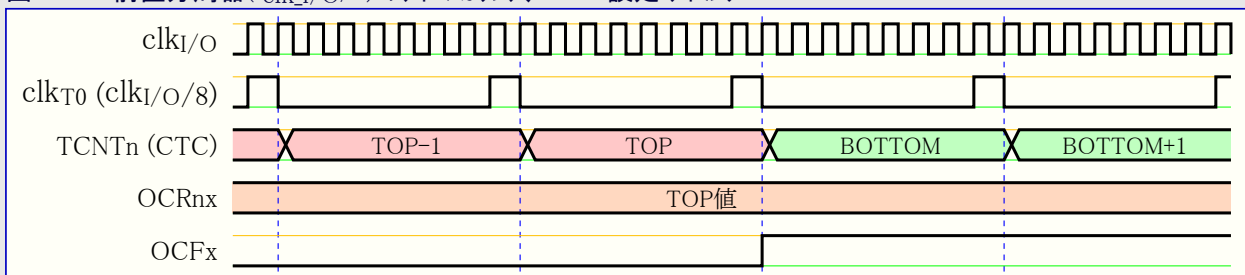 clkI/O
clkT0 (clkI/O/8)
TCNTn (CTC) TOP-1 TOP BOTTOM BOTTOM+1
OCRnx TOP値
OCFx